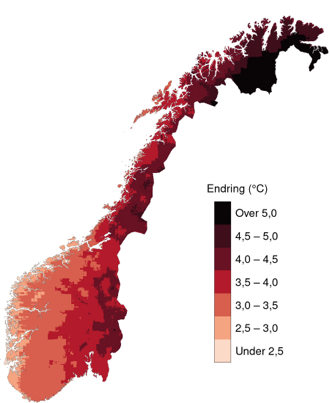 Endring (°C)
Over 5,0
4,5 – 5,0
4,0 – 4,5
3,5 – 4,0
3,0 – 3,5
2,5 – 3,0
Under 2,5